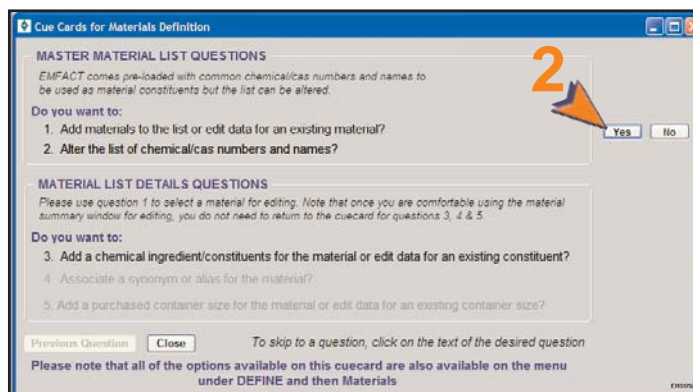 Cue Cards for Materials Definition
MASTER MATERIAL LIST QUESTIONS
EMFACT comes pre-loaded with common chemical/cas numbers and names to
be used as material constituents but the list can be altered.
Do you want to:
1. Add materials to the list or edit data for an existing material?
2. Alter the list of chemical/cas numbers and names?
2
Yes
No
MATERIAL LIST DETAILS QUESTIONS
Please use question 1 to select a material for editing. Note that once you are comfortable using the material
summary window for editing, you do not need to return to the cuecard for questions 3, 4 & 5.
Do you want to:
3. Add a chemical ingredient/constituents for the material or edit data for an existing constituent?
4. Associate a synonym or alias for the material?
5. Add a purchased container size for the material or edit data for an existing container size?
Previous Question
Close
To skip to a question, click on the text of the desired question
Please note that all of the options available on this cuecard are also available on the menu
under DEFINE and then Materials